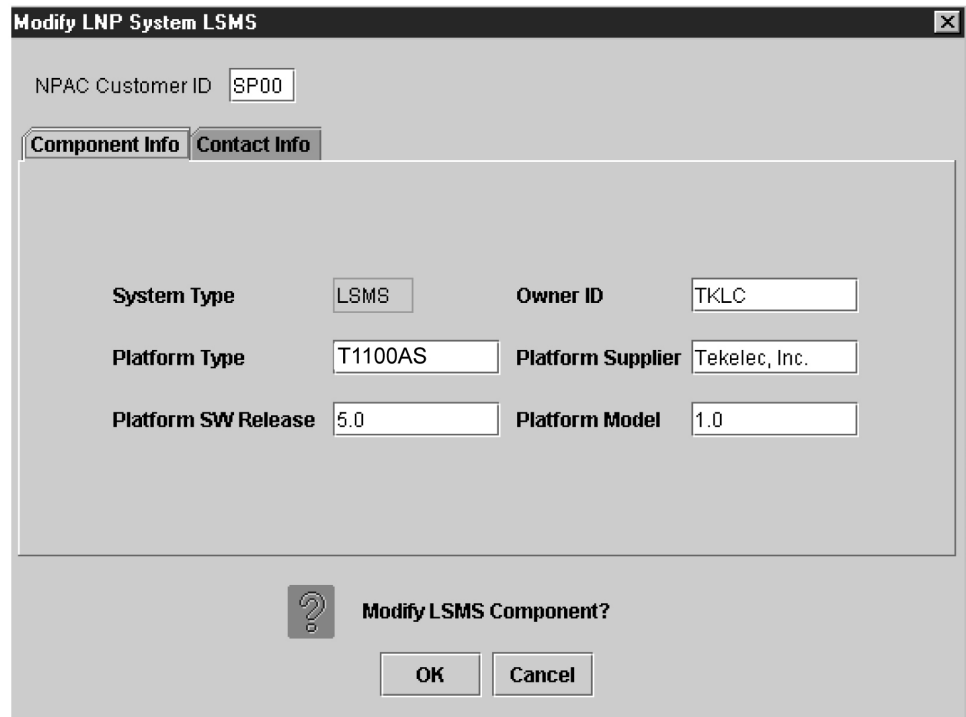 Modify LNP System LSMS
NPAC Customer ID SP00
Component Info Contact Info
System Type LSMS Owner ID TKLC
Platform Type T1100AS Platform Supplier Tekelec, Inc.
Platform SW Release 5.0 Platform Model 1.0
Modify LSMS Component?
OK Cancel